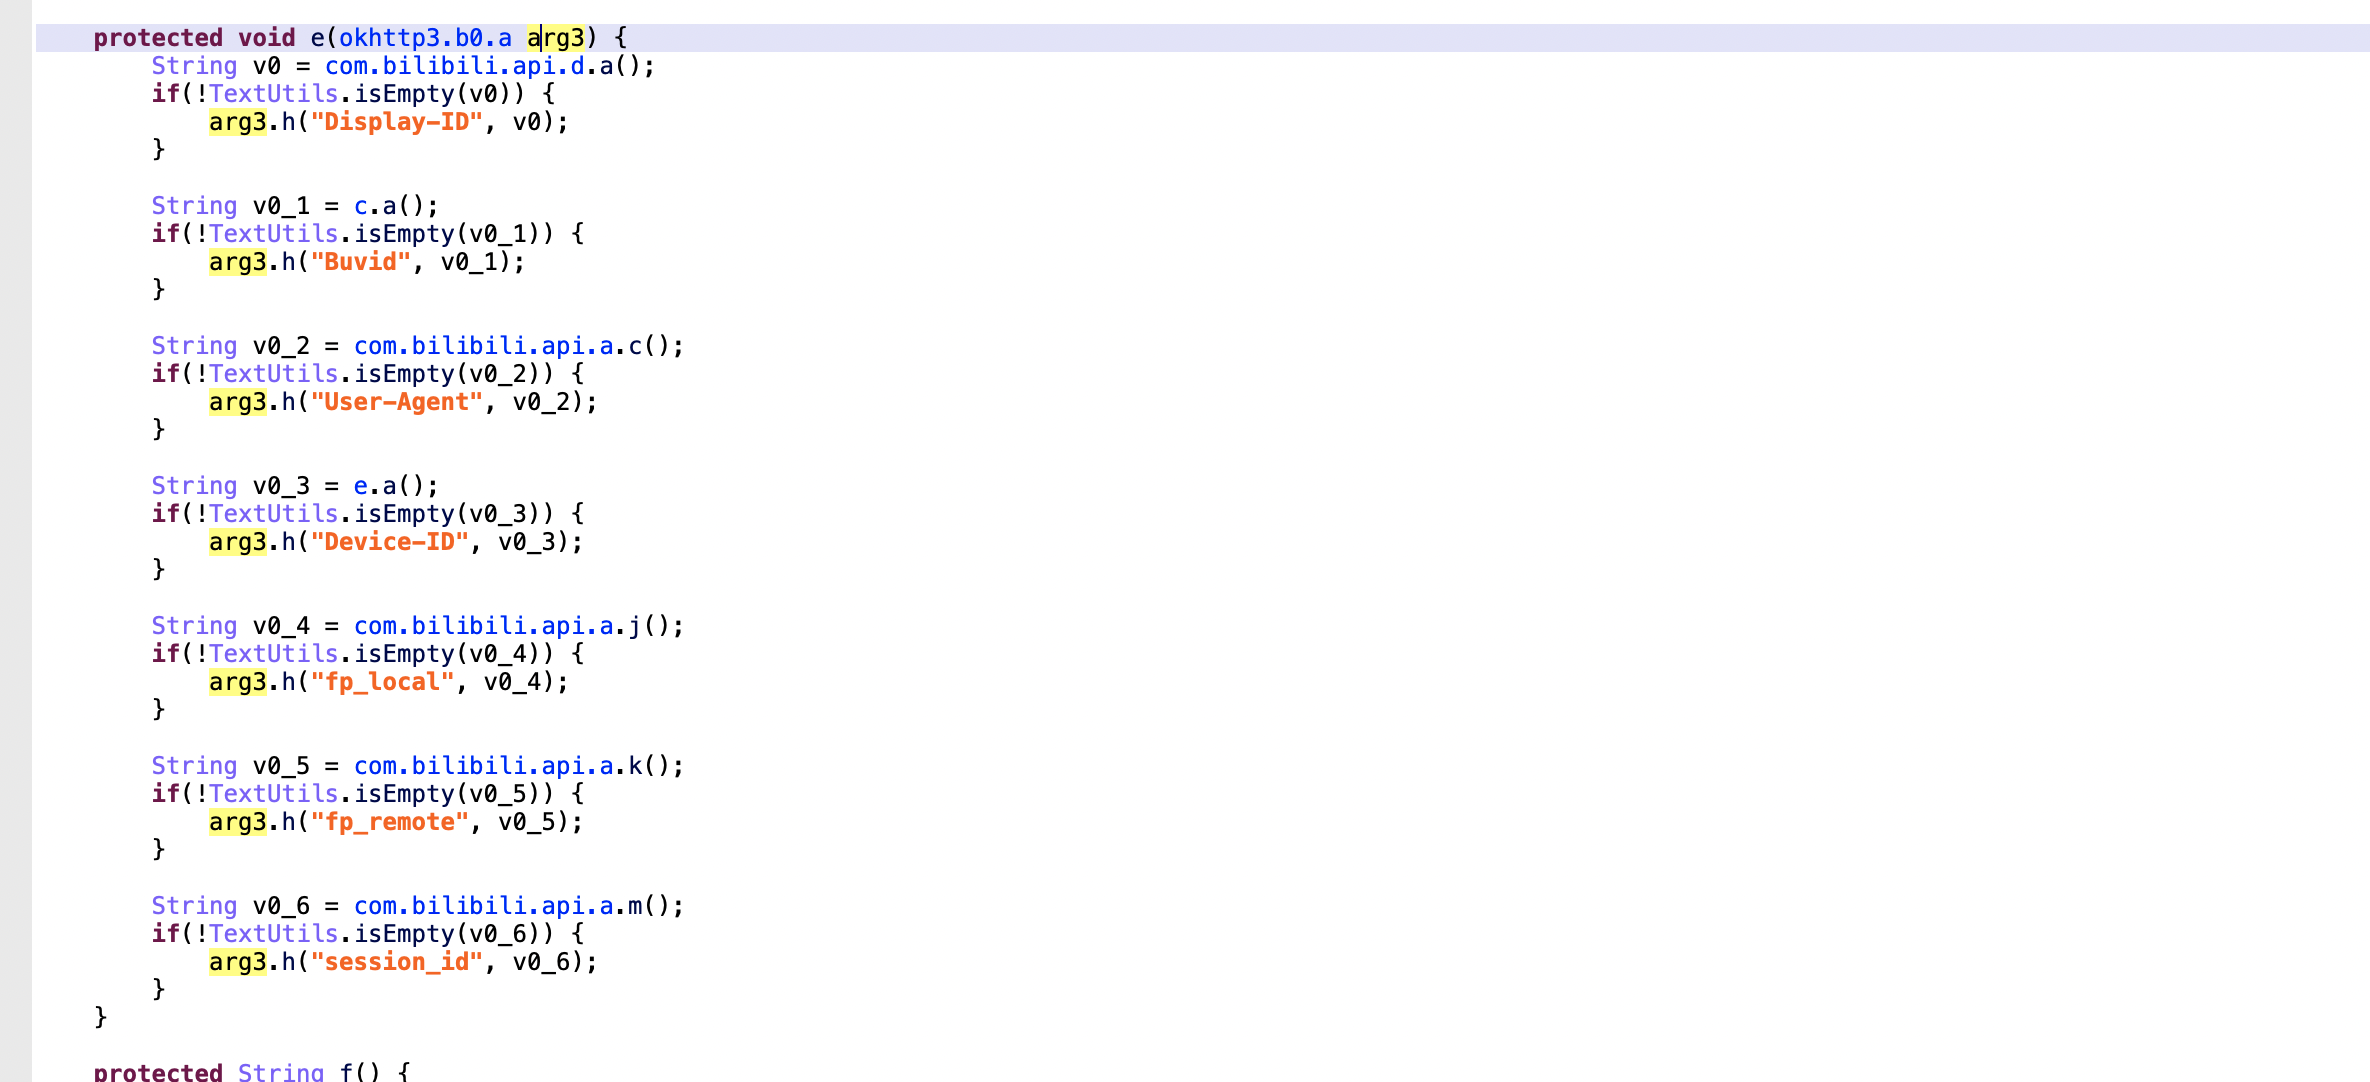 protected void e(okhttp3.b0.a arg3) {
String v0 = com.bilibili.api.d.a();
if(!TextUtils.isEmpty(v0)) {
arg3.h("Display-ID", v0);
}
String v0_1 = c.a();
if(!TextUtils.isEmpty(v0_1)) {
arg3.h("Buvid", v0_1);
}
String v0_2 = com.bilibili.api.a.c();
if(!TextUtils.isEmpty(v0_2)) {
arg3.h("User-Agent", v0_2);
}
String v0_3 = e.a();
if(!TextUtils.isEmpty(v0_3)) {
arg3.h("Device-ID", v0_3);
}
String v0_4 = com.bilibili.api.a.j();
if(!TextUtils.isEmpty(v0_4)) {
arg3.h("fp_local", v0_4);
}
String v0_5 = com.bilibili.api.a.k();
if(!TextUtils.isEmpty(v0_5)) {
arg3.h("fp_remote", v0_5);
}
String v0_6 = com.bilibili.api.a.m();
if(!TextUtils.isEmpty(v0_6)) {
arg3.h("session_id", v0_6);
}
}
protected String f() {